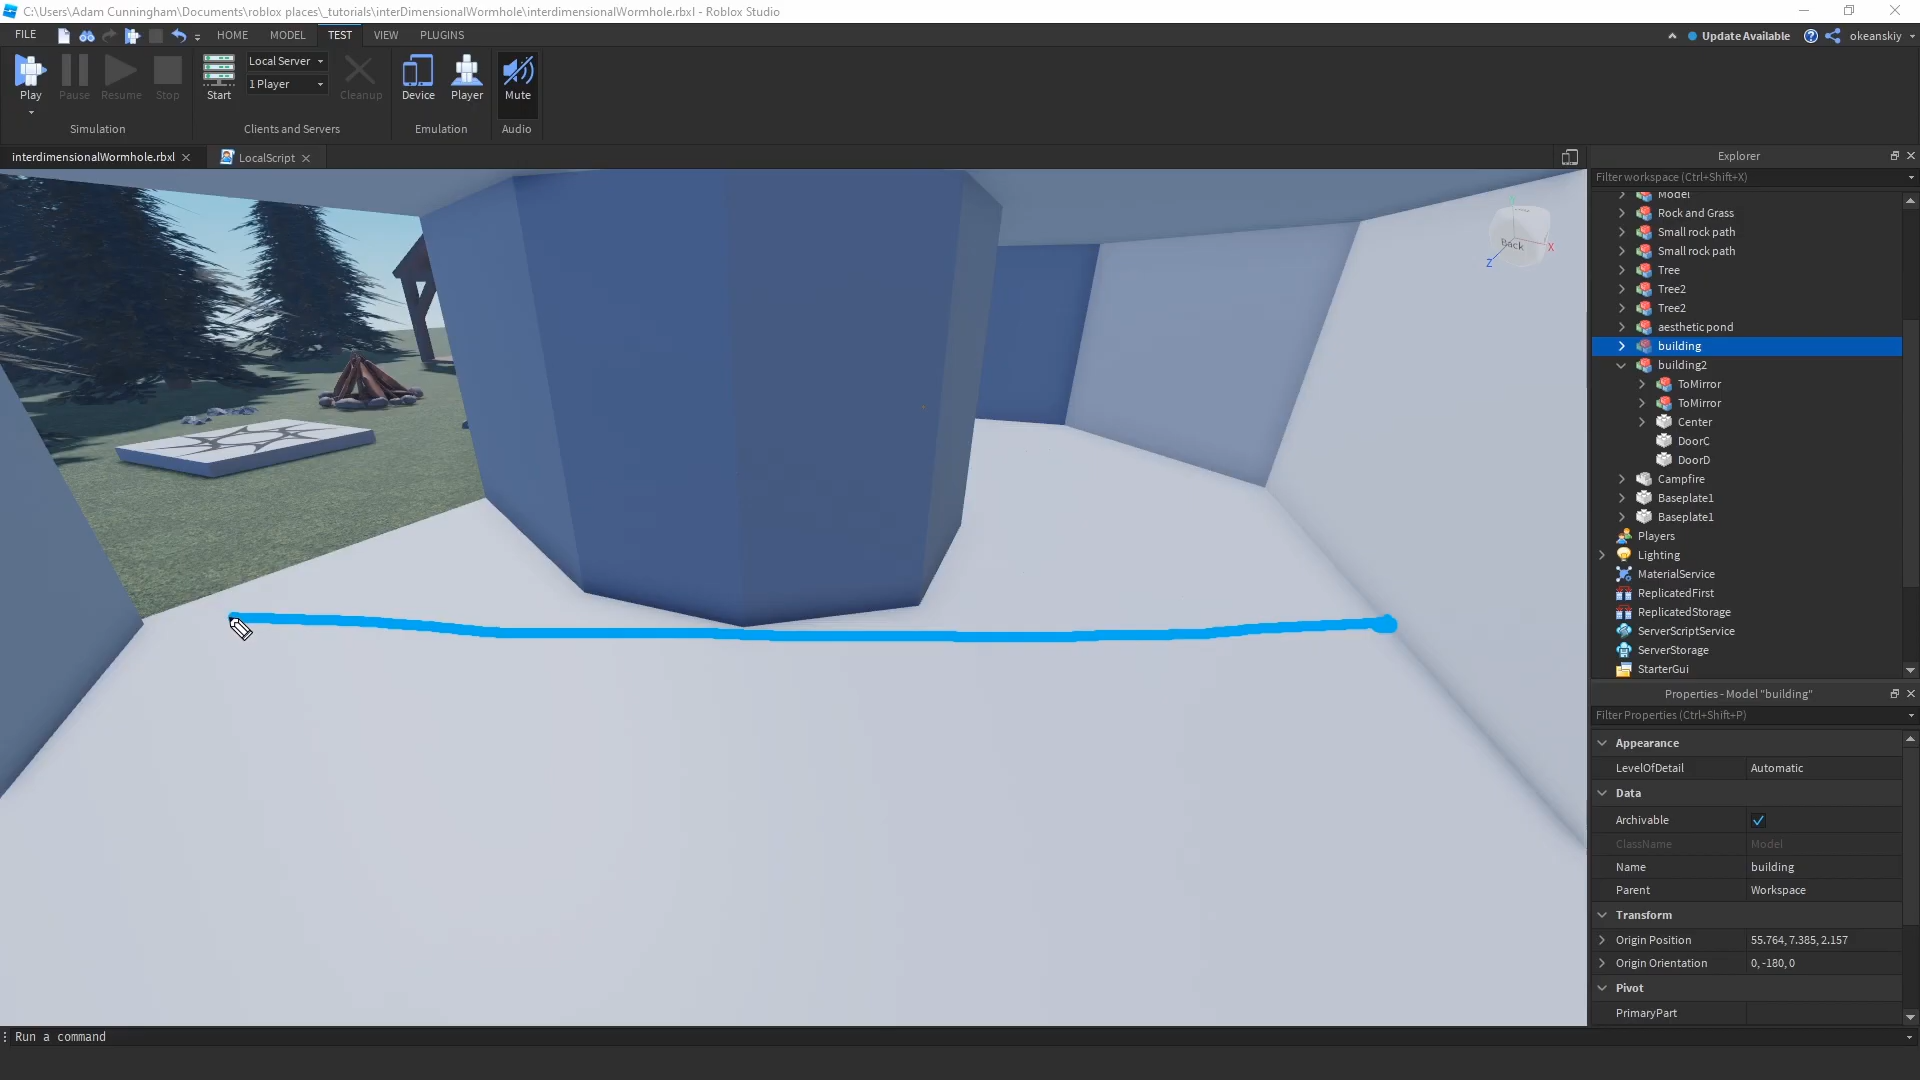 C:\Users\Adam Cunningham\Documents\roblox places\_tutorials\interDimensionalWormhole\interdimensionalWormhole.rbxl - Roblox Studio
FILE HOME MODEL TEST VIEW PLUGINS Update Available okeanskiy
Play Pause Resume Stop Start Local Server 1 Player Cleanup Device Player Mute
Simulation Clients and Servers Emulation Audio
interdimensionalWormhole.rbxl LocalScript
Back X Z
Explorer
Filter workspace (Ctrl+Shift+X)
Model
Rock and Grass
Small rock path
Small rock path
Tree
Tree2
Tree2
aesthetic pond
building
building2
ToMirror
ToMirror
Center
DoorC
DoorD
Campfire
Baseplate1
Baseplate1
Players
Lighting
MaterialService
ReplicatedFirst
ReplicatedStorage
ServerScriptService
ServerStorage
StarterGui
Properties - Model "building"
Filter Properties (Ctrl+Shift+P)
Appearance
LevelOfDetail Automatic
Data
Archivable
ClassName Model
Name building
Parent Workspace
Transform
Origin Position 55.764, 7.385, 2.157
Origin Orientation 0, -180, 0
Pivot
PrimaryPart
Run a command